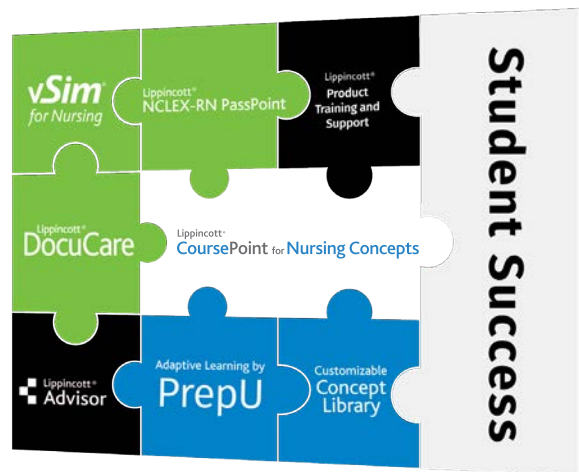 vSim®
for Nursing
Lippincott®
NCLEX-RN PassPoint
Lippincott®
Product
Training and
Support
Lippincott®
DocuCare
Lippincott®
CoursePoint for Nursing Concepts
Lippincott®
Advisor
Adaptive Learning by
PrepU
Customizable
Concept
Library
Student Success